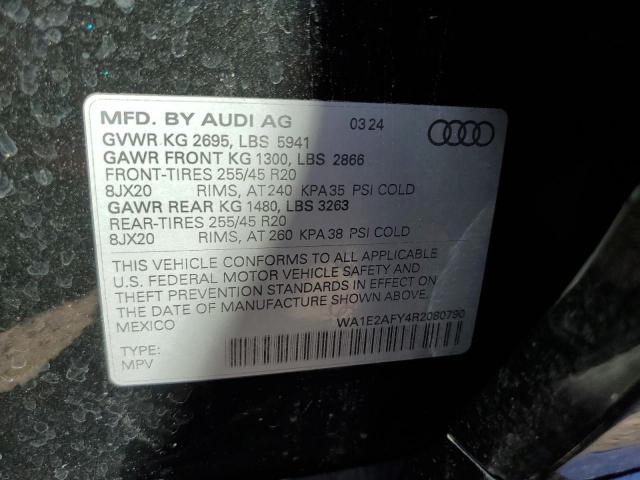 MFD. BY AUDI AG 03 24
GVWR KG 2695, LBS 5941
GAWR FRONT KG 1300, LBS 2866
FRONT-TIRES 255/45 R20
8JX20 RIMS, AT 240 KPA 35 PSI COLD
GAWR REAR KG 1480, LBS 3263
REAR-TIRES 255/45 R20
8JX20 RIMS, AT 260 KPA 38 PSI COLD
THIS VEHICLE CONFORMS TO ALL APPLICABLE
U.S. FEDERAL MOTOR VEHICLE SAFETY AND
THEFT PREVENTION STANDARDS IN EFFECT ON
THE DATE OF MANUFACTURE SHOWN ABOVE.
MEXICO WA1E2AFY4R2080790
TYPE:
MPV